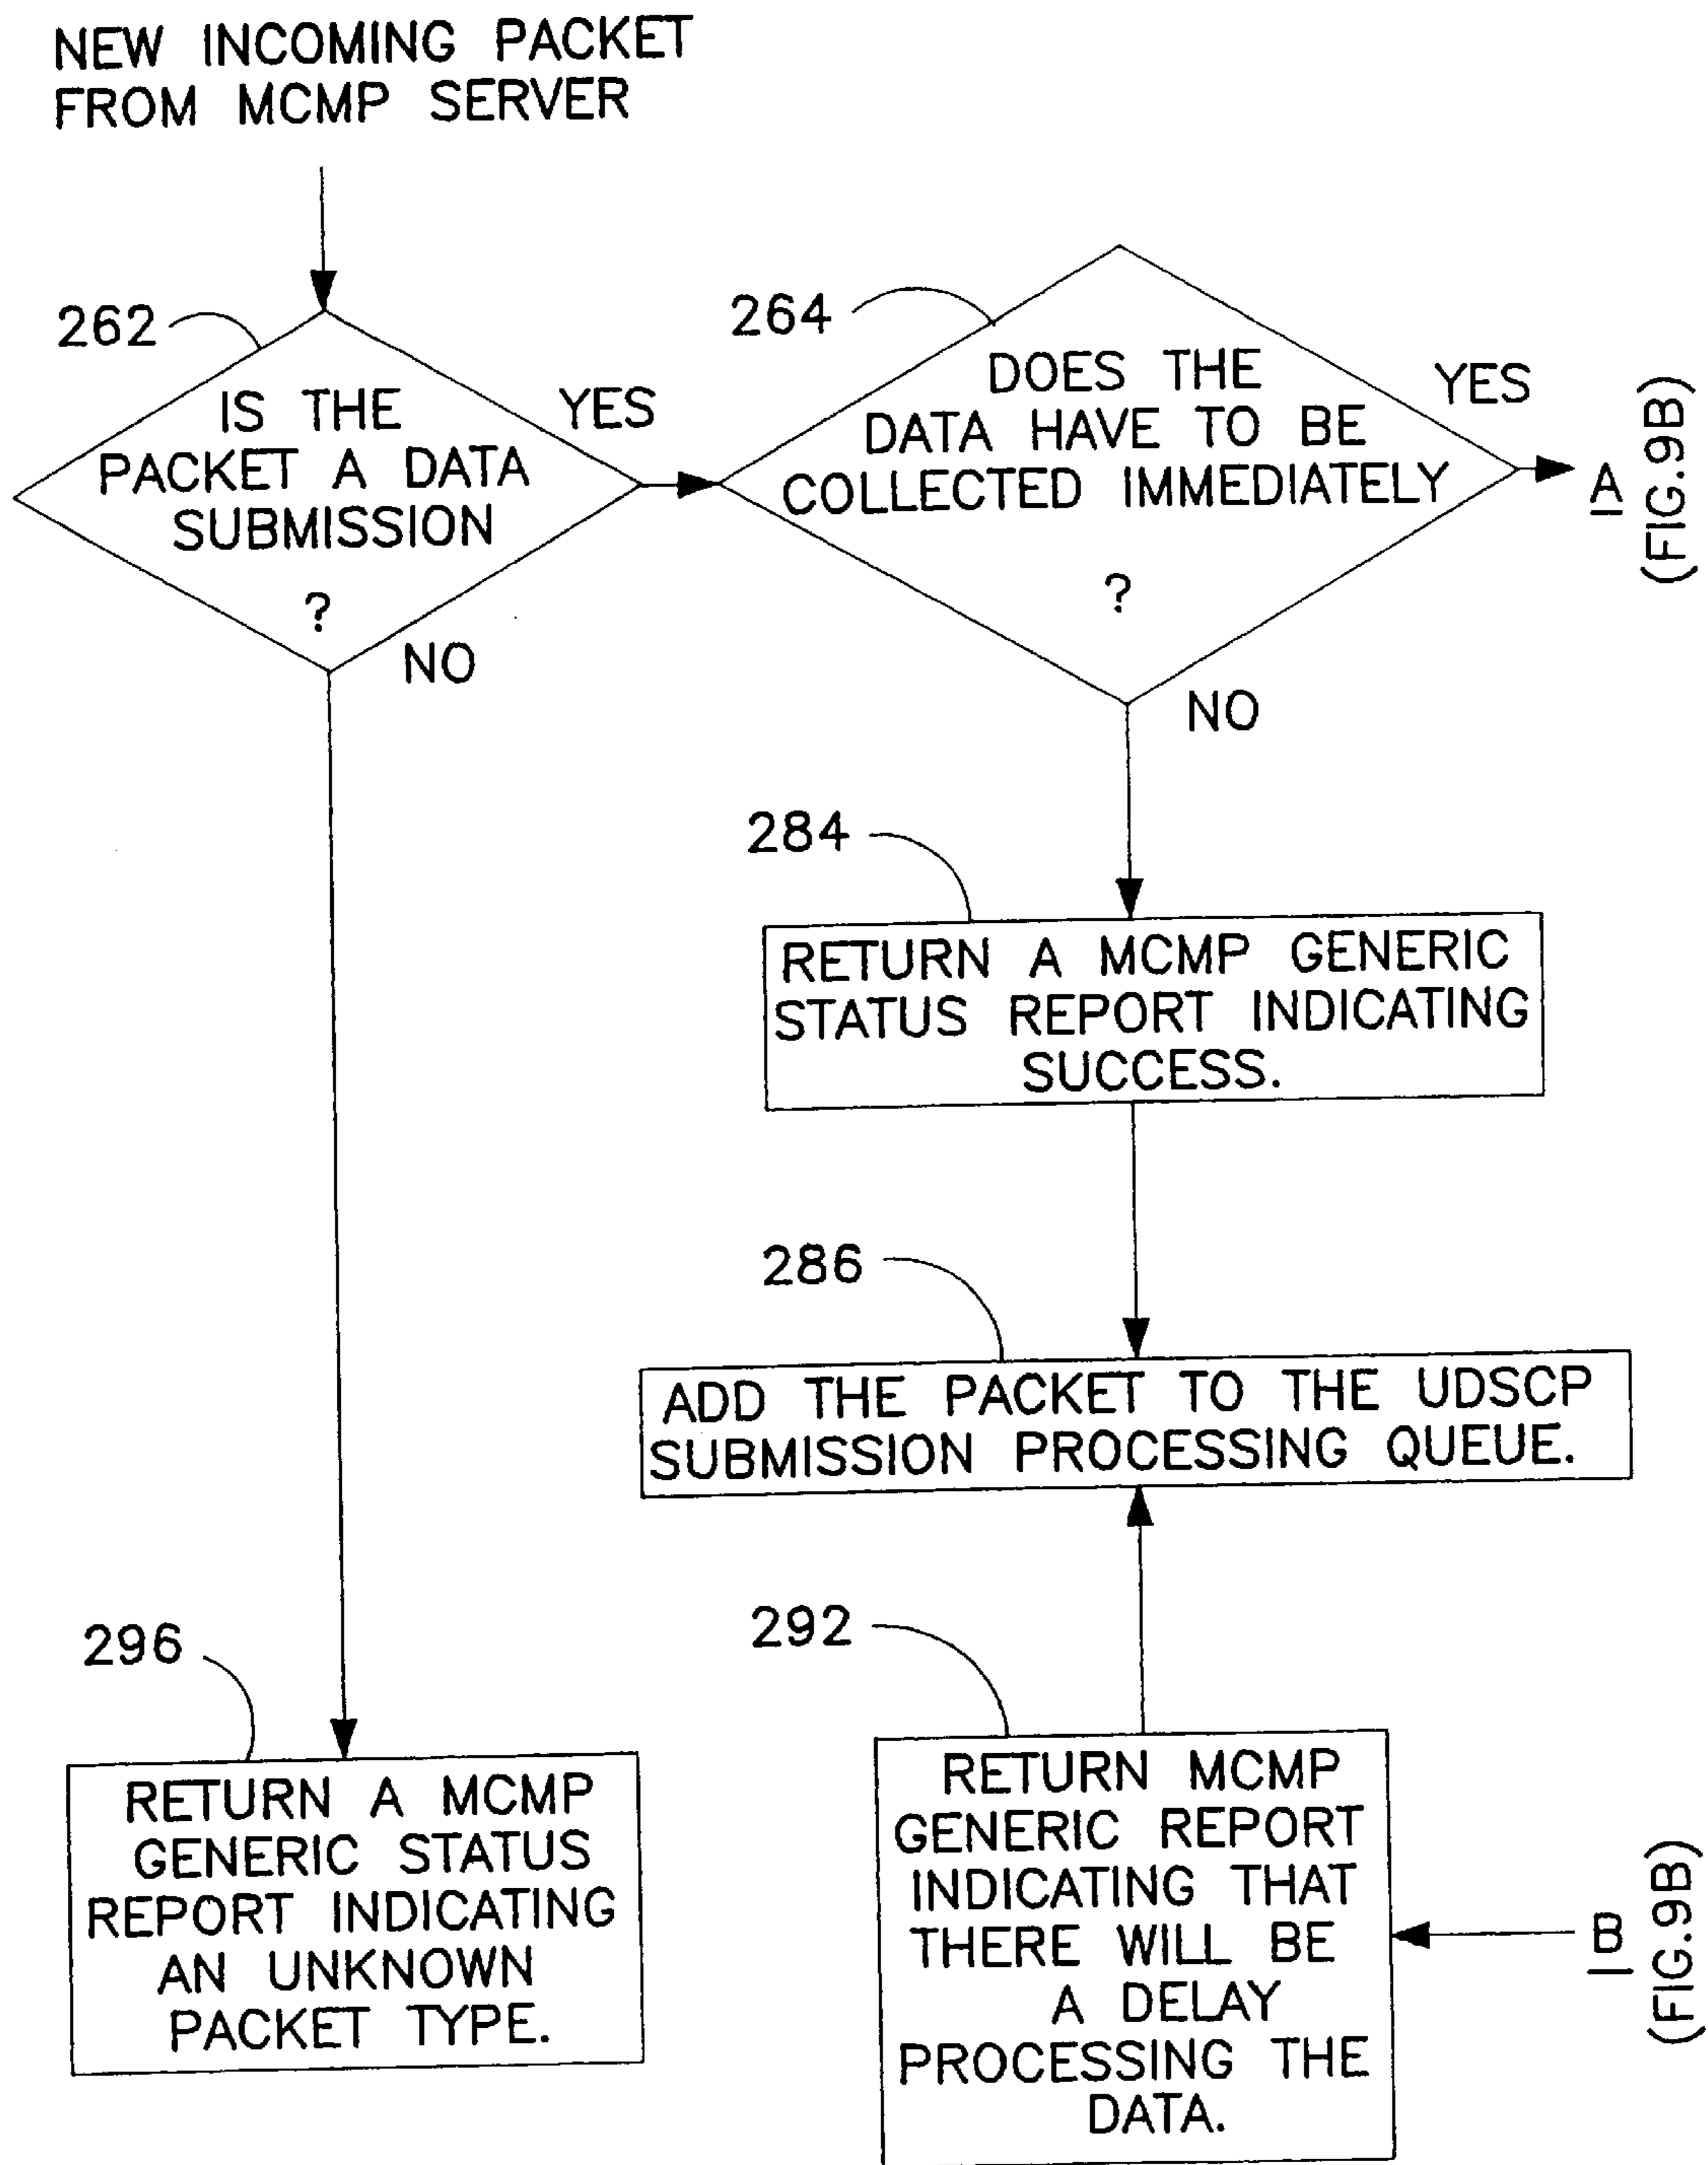 NEW INCOMING PACKET
FROM MCMP SERVER
262
IS THE
PACKET A DATA
SUBMISSION
?
YES
NO
264
DOES THE
DATA HAVE TO BE
COLLECTED IMMEDIATELY
?
YES
A
(FIG.9B)
NO
284
RETURN A MCMP GENERIC
STATUS REPORT INDICATING
SUCCESS.
286
ADD THE PACKET TO THE UDSCP
SUBMISSION PROCESSING QUEUE.
296
RETURN A MCMP
GENERIC STATUS
REPORT INDICATING
AN UNKNOWN
PACKET TYPE.
292
RETURN MCMP
GENERIC REPORT
INDICATING THAT
THERE WILL BE
A DELAY
PROCESSING THE
DATA.
B
(FIG.9B)